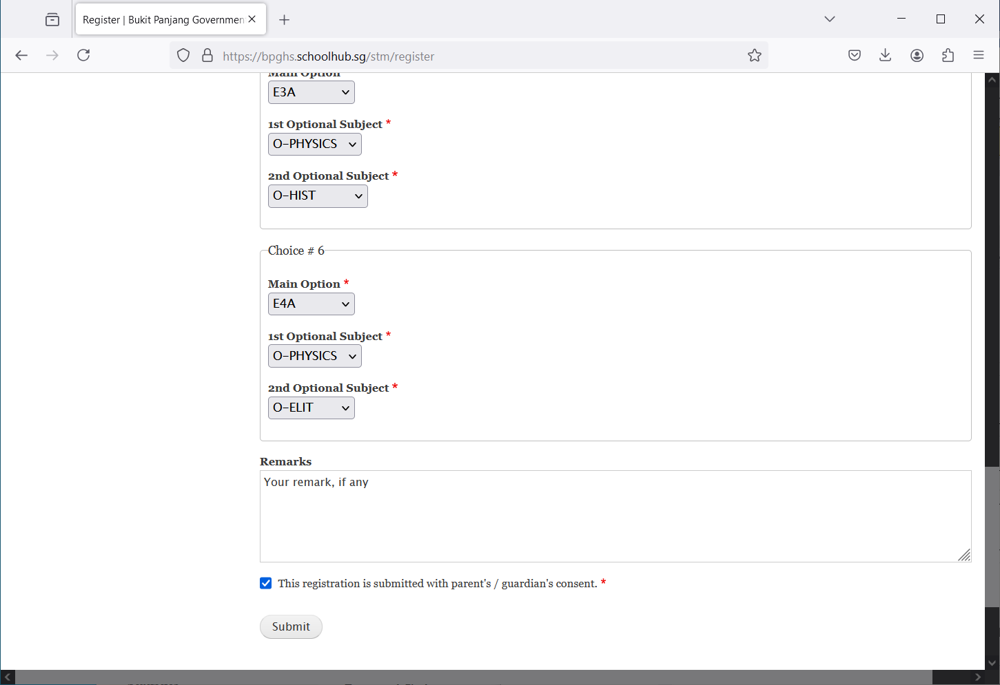 Register | Bukit Panjang Governmen
https://bpghs.schoolhub.sg/stm/register
Main Option
E3A
1st Optional Subject *
O-PHYSICS
2nd Optional Subject *
O-HIST
Choice # 6
Main Option *
E4A
1st Optional Subject *
O-PHYSICS
2nd Optional Subject *
O-ELIT
Remarks
Your remark, if any
This registration is submitted with parent's / guardian's consent. *
Submit